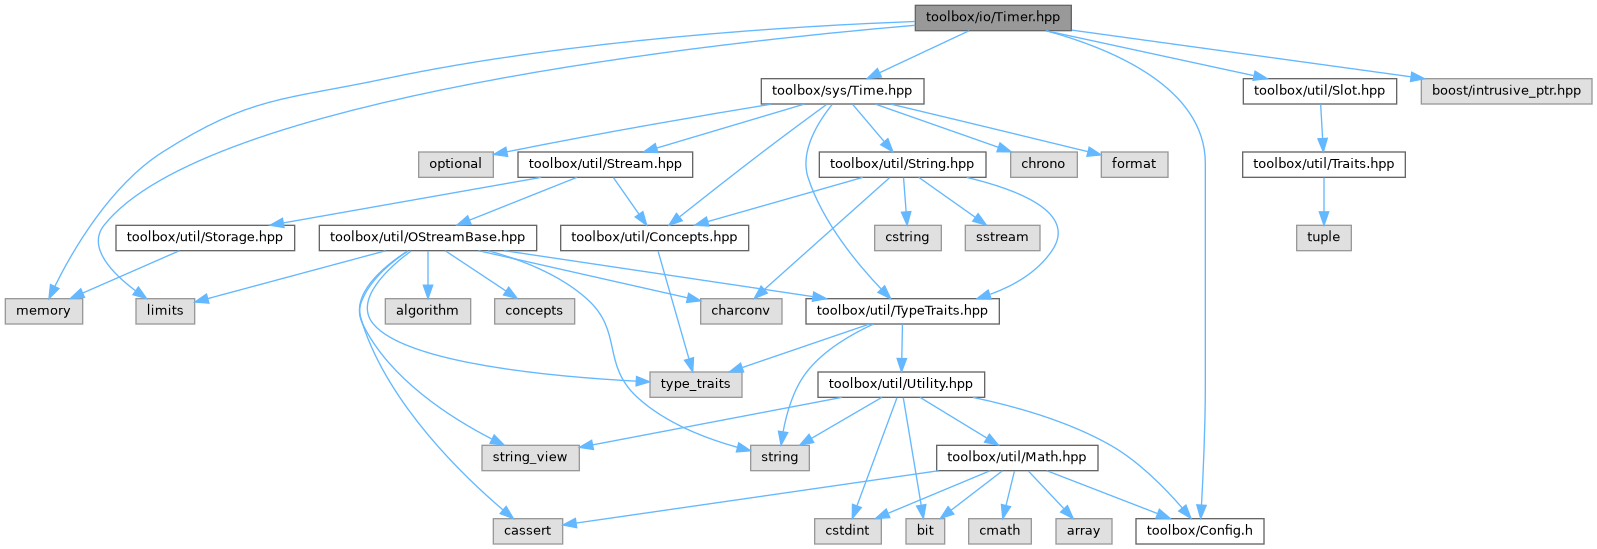 toolbox/io/Timer.hpp
toolbox/sys/Time.hpp
toolbox/util/Slot.hpp
boost/intrusive_ptr.hpp
optional
toolbox/util/Stream.hpp
toolbox/util/String.hpp
chrono
format
toolbox/util/Traits.hpp
toolbox/util/Storage.hpp
toolbox/util/OStreamBase.hpp
toolbox/util/Concepts.hpp
cstring
sstream
tuple
memory
limits
algorithm
concepts
charconv
toolbox/util/TypeTraits.hpp
type_traits
toolbox/util/Utility.hpp
string_view
string
toolbox/util/Math.hpp
cassert
cstdint
bit
cmath
array
toolbox/Config.h